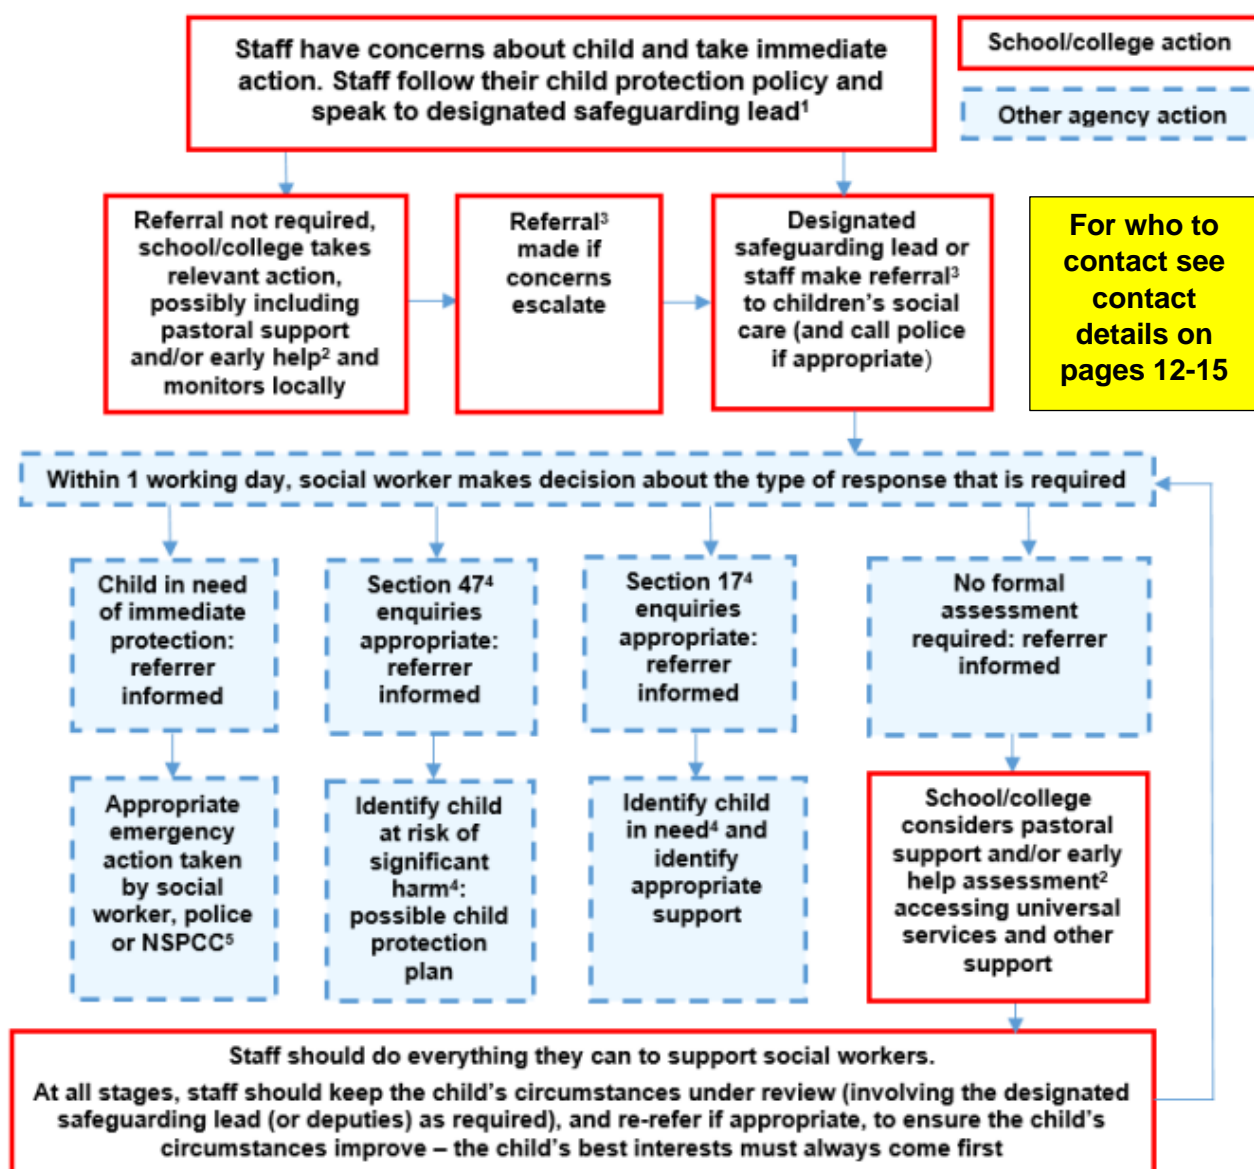 Staff have concerns about child and take immediate
action. Staff follow their child protection policy and
speak to designated safeguarding lead¹
School/college action
Other agency action
Referral not required,
school/college takes
relevant action,
possibly including
pastoral support
and/or early help² and
monitors locally
Referral³
made if
concerns
escalate
Designated
safeguarding lead or
staff make referral³
to children’s social
care (and call police
if appropriate)
For who to
contact see
contact
details on
pages 12-15
Within 1 working day, social worker makes decision about the type of response that is required
Child in need
of immediate
protection:
referrer
informed
Section 47⁴
enquiries
appropriate:
referrer
informed
Section 17⁴
enquiries
appropriate:
referrer
informed
No formal
assessment
required: referrer
informed
Appropriate
emergency
action taken
by social
worker, police
or NSPCC⁵
Identify child
at risk of
significant
harm⁴:
possible child
protection
plan
Identify child
in need⁴ and
identify
appropriate
support
School/college
considers pastoral
support and/or early
help assessment²
accessing universal
services and other
support
Staff should do everything they can to support social workers.
At all stages, staff should keep the child’s circumstances under review (involving the designated
safeguarding lead (or deputies) as required), and re-refer if appropriate, to ensure the child’s
circumstances improve – the child’s best interests must always come first